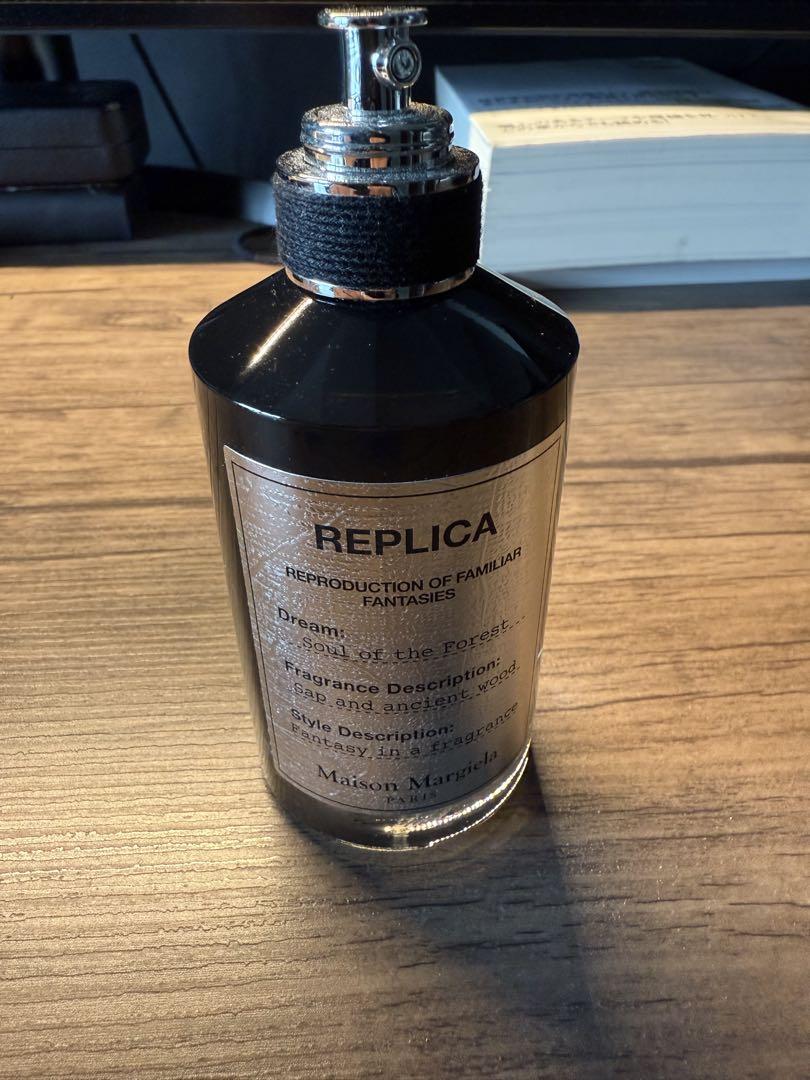 REPLICA
REPRODUCTION OF FAMILIAR
FANTASIES
Dream:
Soul of the Forest
Fragrance Description:
Sap and ancient wood
Style Description:
Fantasy in a fragrance
Maison Margiela
PARIS